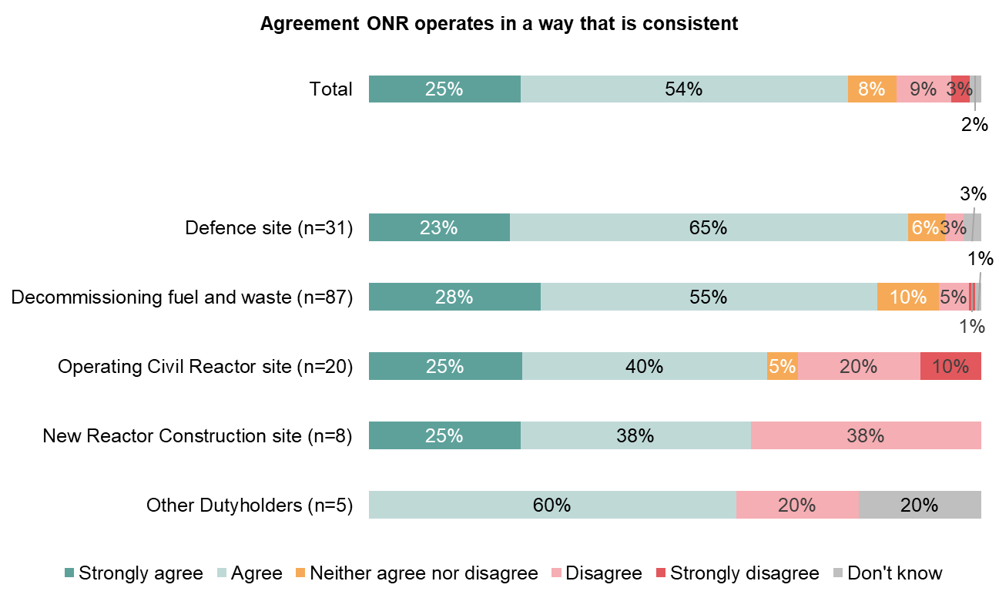 Agreement ONR operates in a way that is consistent
Total 25% 54% 8% 9% 3%
2%
3%
Defence site (n=31) 23% 65% 6% 3%
1%
Decommissioning fuel and waste (n=87) 28% 55% 10% 5%
1%
Operating Civil Reactor site (n=20) 25% 40% 5% 20% 10%
New Reactor Construction site (n=8) 25% 38% 38%
Other Dutyholders (n=5) 60% 20% 20%
Strongly agree Agree Neither agree nor disagree Disagree Strongly disagree Don't know